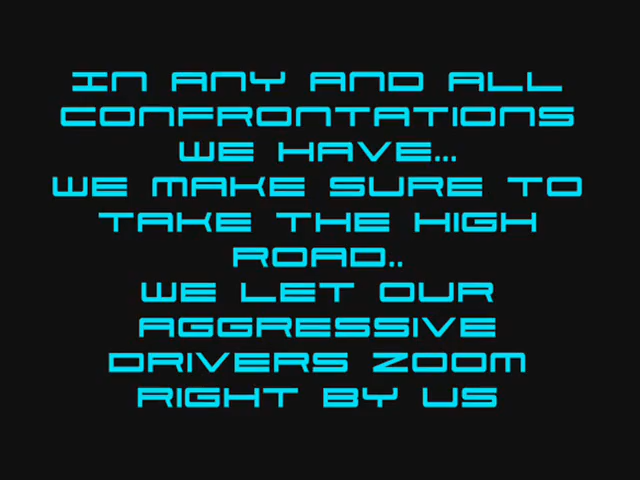 IN ANY AND ALL
CONFRONTATIONS
WE HAVE...
WE MAKE SURE TO
TAKE THE HIGH
ROAD..
WE LET OUR
AGGRESSIVE
DRIVERS ZOOM
RIGHT BY US